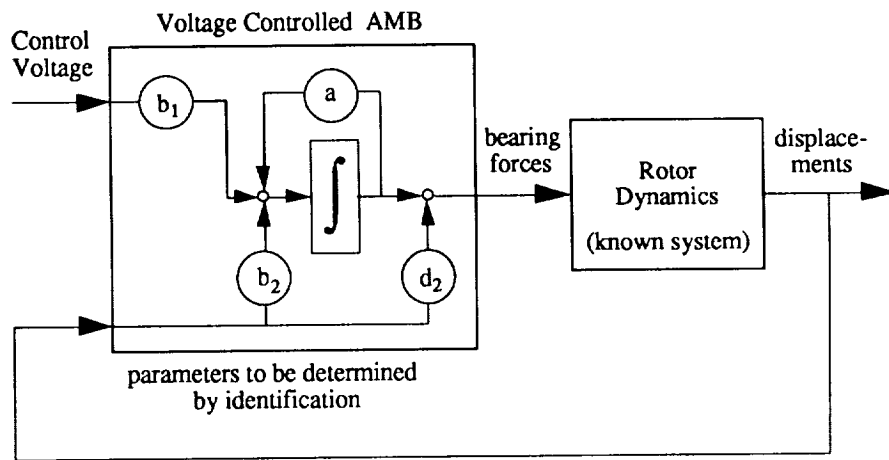 Voltage Controlled AMB
Control
Voltage
b1
a
∫
b2
d2
bearing
forces
Rotor
Dynamics
(known system)
displace-
ments
parameters to be determined
by identification